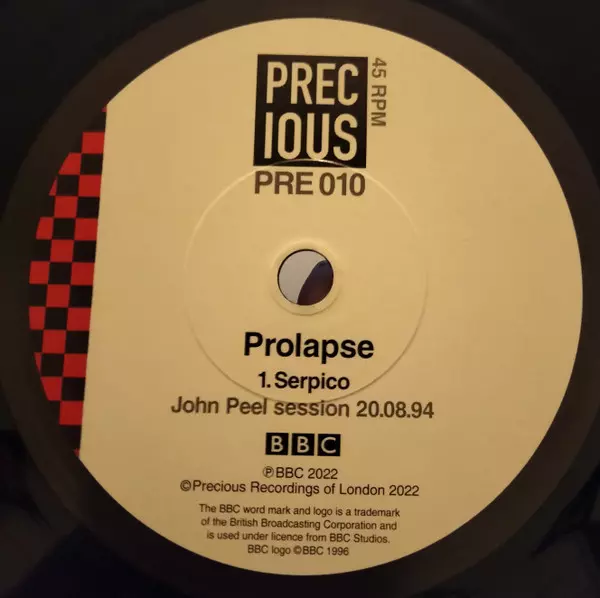 PREC
IOUS
45 RPM
PRE 010
Prolapse
1. Serpico
John Peel session 20.08.94
BBC
℗BBC 2022
©Precious Recordings of London 2022
The BBC word mark and logo is a trademark
of the British Broadcasting Corporation and
is used under licence from BBC Studios.
BBC logo ©BBC 1996